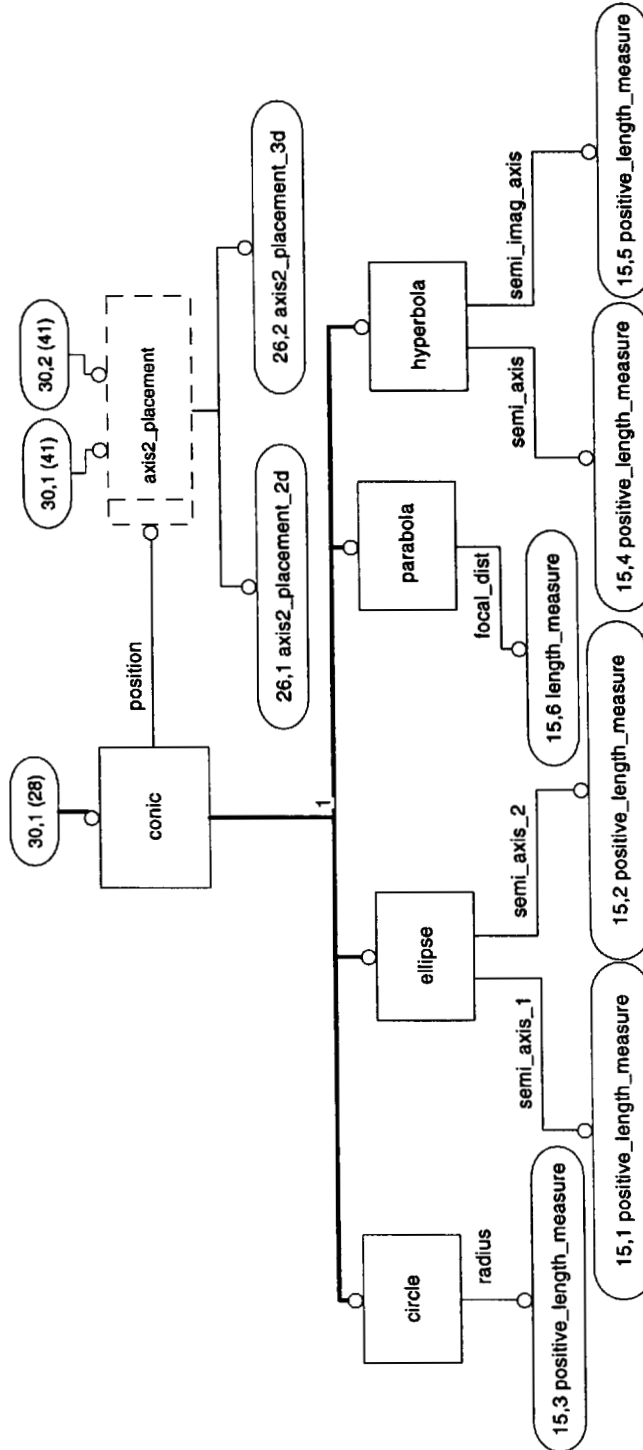 30,1 (28)
30,1 (41)
30,2 (41)
conic
position
axis2_placement
26,1 axis2_placement_2d
26,2 axis2_placement_3d
1
circle
ellipse
parabola
hyperbola
radius
semi_axis_1
semi_axis_2
focal_dist
semi_axis
semi_imag_axis
15,3 positive_length_measure
15,6 length_measure
15,1 positive_length_measure
15,2 positive_length_measure
15,4 positive_length_measure
15,5 positive_length_measure